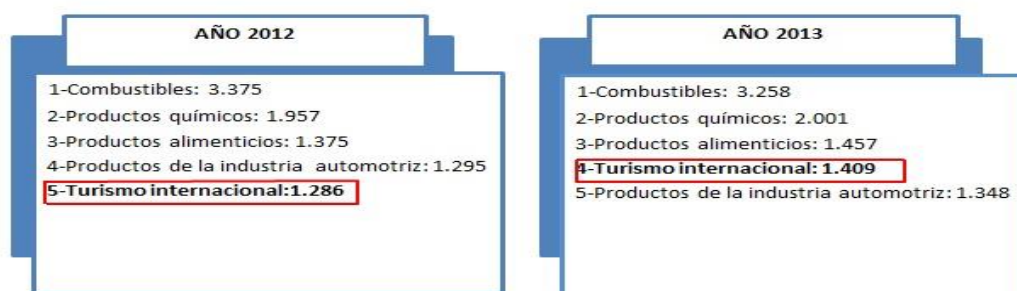 AÑO 2012
1-Combustibles: 3.375
2-Productos químicos: 1.957
3-Productos alimenticios: 1.375
4-Productos de la industria automotriz: 1.295
5-Turismo internacional:1.286
AÑO 2013
1-Combustibles: 3.258
2-Productos químicos: 2.001
3-Productos alimenticios: 1.457
4-Turismo internacional: 1.409
5-Productos de la industria automotriz: 1.348